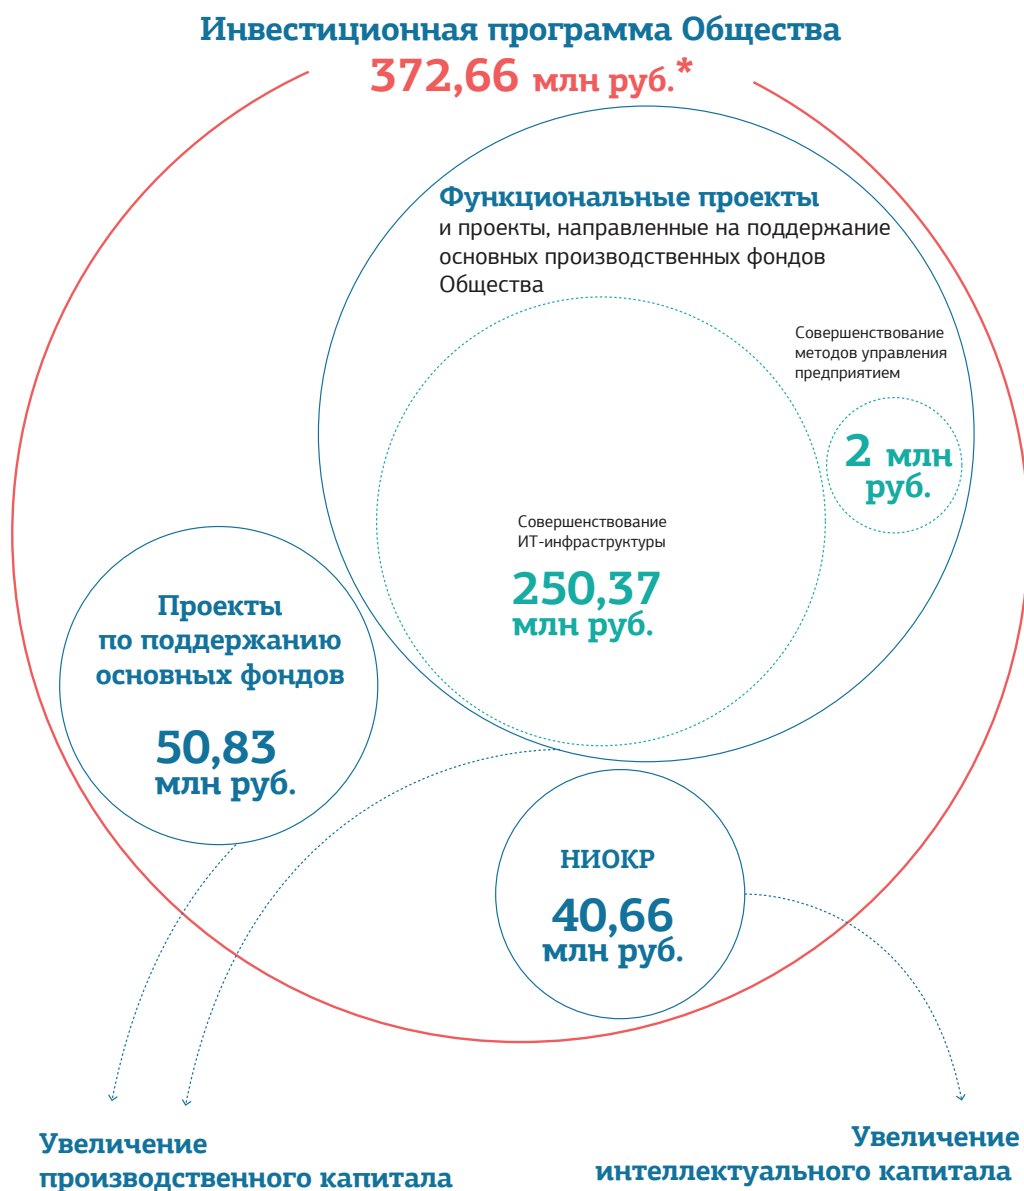 Инвестиционная программа Общества
372,66 млн руб.*
Функциональные проекты
и проекты, направленные на поддержание
основных производственных фондов
Общества
Совершенствование
методов управления
предприятием
2 млн
руб.
Совершенствование
ИТ-инфраструктуры
250,37
млн руб.
Проекты
по поддержанию
основных фондов
50,83
млн руб.
НИОКР
40,66
млн руб.
Увеличение
производственного капитала
Увеличение
интеллектуального капитала